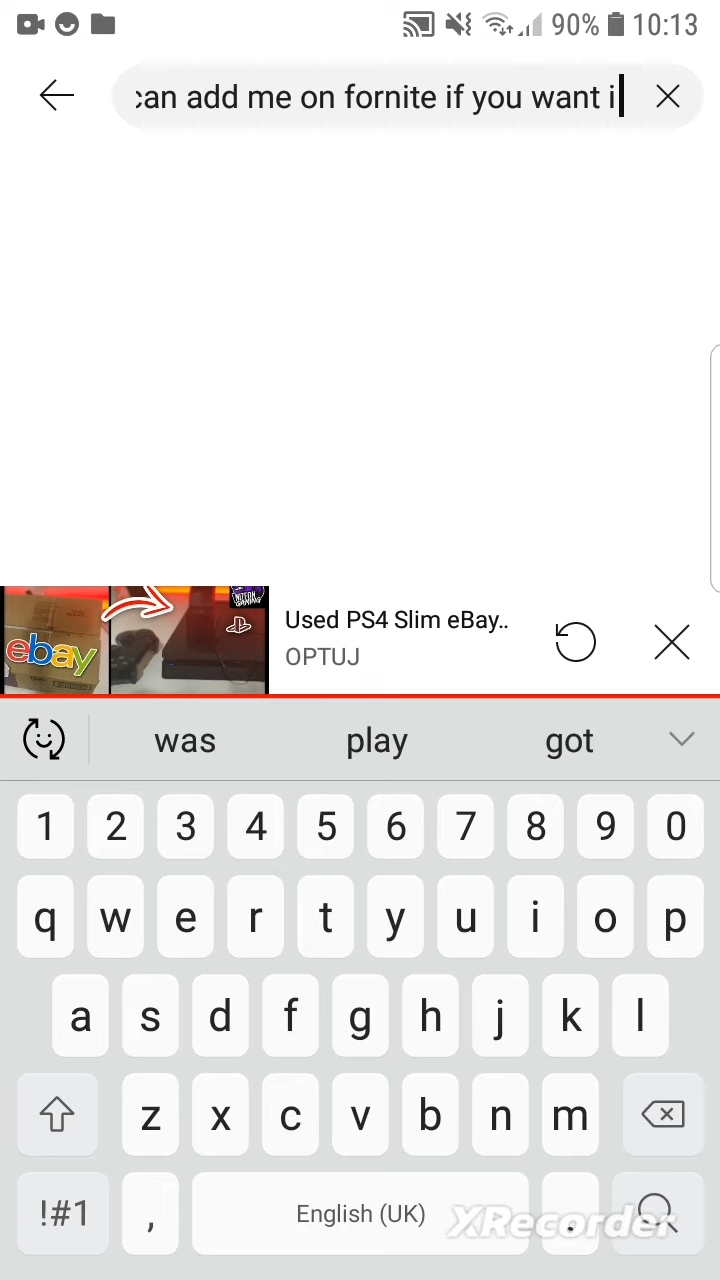 90% 10:13
can add me on fornite if you want i
ebay
Used PS4 Slim eBay..
OPTUJ
was play got
1 2 3 4 5 6 7 8 9 0
q w e r t y u i o p
a s d f g h j k l
z x c v b n m
!#1 , English (UK) .
XRecorder